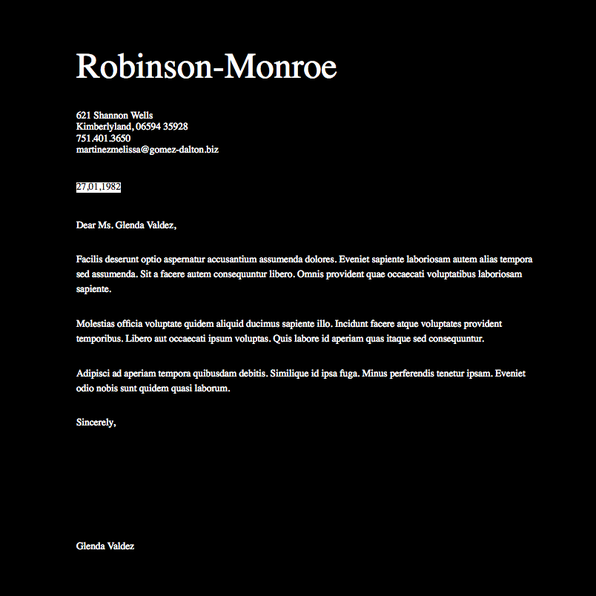 Robinson-Monroe
621 Shannon Wells
Kimberlyland, 06594 35928
751.401.3650
martinezmelissa@gomez-dalton.biz
27,01,1982
Dear Ms. Glenda Valdez,
Facilis deserunt optio aspernatur accusantium assumenda dolores. Eveniet sapiente laboriosam autem alias tempora
sed assumenda. Sit a facere autem consequuntur libero. Omnis provident quae occaecati voluptatibus laboriosam
sapiente.
Molestias officia voluptate quidem aliquid ducimus sapiente illo. Incidunt facere atque voluptates provident
temporibus. Libero aut occaecati ipsum voluptas. Quis labore id aperiam quas itaque sed consequuntur.
Adipisci ad aperiam tempora quibusdam debitis. Similique id ipsa fuga. Minus perferendis tenetur ipsam. Eveniet
odio nobis sunt quidem quasi laborum.
Sincerely,
Glenda Valdez